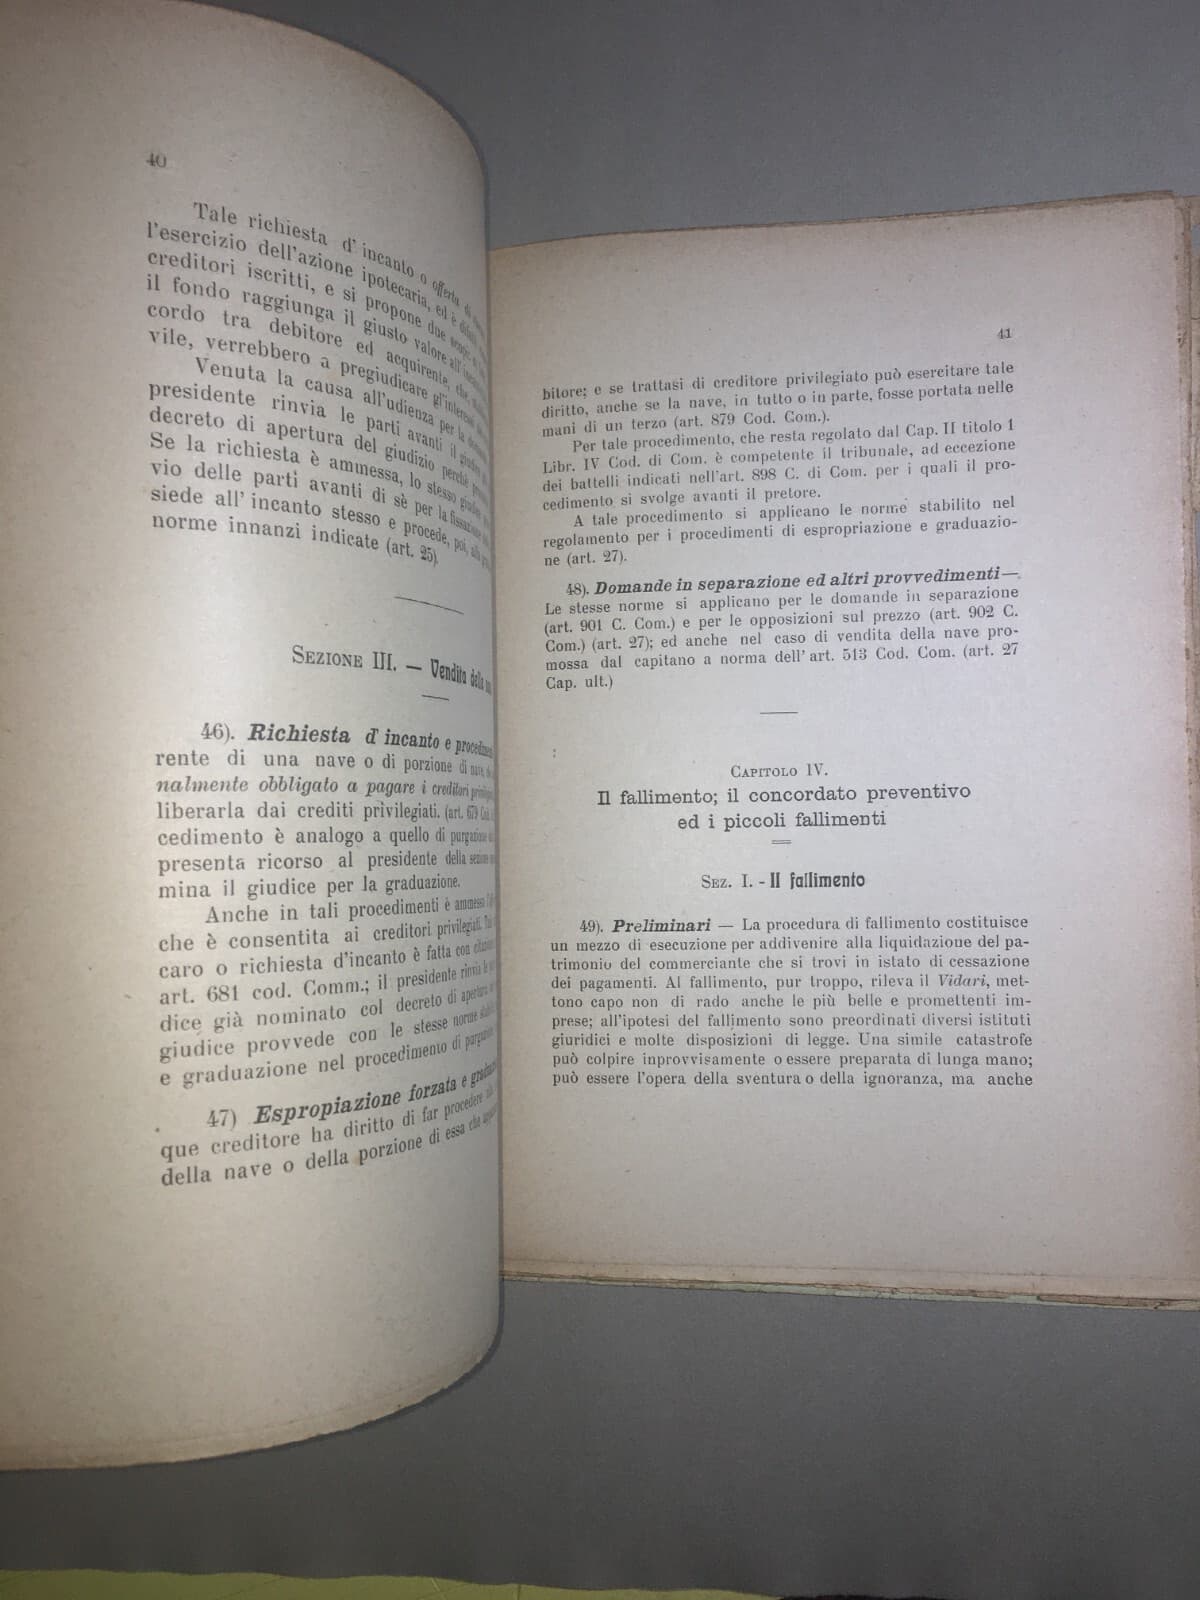 40
Tale richiesta d'incanto o offerta di
l'esercizio dell'azione ipotecaria, ed è
creditori iscritti, e si propone due
il fondo raggiunga il giusto valore all'
cordo tra debitore ed acquirente, che
vile, verrebbero a pregiudicare gl'interessi
Venuta la causa all'udienza per la
presidente rinvia le parti avanti il giudice
decreto di apertura del giudizio perchè
Se la richiesta è ammessa, lo stesso giudice
vio delle parti avanti di sè per la fissazione
siede all' incanto stesso e procede, poi, alla
norme innanzi indicate (art. 25).
SEZIONE III. — Vendita della
46). Richiesta d' incanto e
rente di una nave o di porzione di nave,
nalmente obbligato a pagare i creditori
liberarla dai crediti privilegiati. (art. 679
cedimento è analogo a quello di purgazione
presenta ricorso al presidente della
mina il giudice per la graduazione.
Anche in tali procedimenti è ammesso
che è consentita ai creditori privilegiati.
caro o richiesta d'incanto è fatta con
art. 681 cod. Comm.; il presidente rinvia le
dice già nominato col decreto di apertura
giudice provvede con le stesse norme
e graduazione nel procedimento di
47) Espropiazione forzata e
que creditore ha diritto di far procedere
della nave o della porzione di essa che
41
bitore; e se trattasi di creditore privilegiato può esercitare tale
diritto, anche se la nave, in tutto o in parte, fosse portata nelle
mani di un terzo (art. 879 Cod. Com.).
Per tale procedimento, che resta regolato dal Cap. II titolo 1
Libr. IV Cod. di Com. è competente il tribunale, ad eccezione
dei battelli indicati nell'art. 898 C. di Com. per i quali il pro-
cedimento si svolge avanti il pretore.
A tale procedimento si applicano le norme stabilito nel
regolamento per i procedimenti di espropriazione e graduazio-
ne (art. 27).
48). Domande in separazione ed altri provvedimenti—.
Le stesse norme si applicano per le domande in separazione
(art. 901 C. Com.) e per le opposizioni sul prezzo (art. 902 C.
Com.) (art. 27); ed anche nel caso di vendita della nave pro-
mossa dal capitano a norma dell' art. 513 Cod. Com. (art. 27
Cap. ult.)
CAPITOLO IV.
Il fallimento; il concordato preventivo
ed i piccoli fallimenti
SEZ. I. - Il fallimento
49). Preliminari — La procedura di fallimento costituisce
un mezzo di esecuzione per addivenire alla liquidazione del pa-
trimonio del commerciante che si trovi in istato di cessazione
dei pagamenti. Al fallimento, pur troppo, rileva il Vidari, met-
tono capo non di rado anche le più belle e promettenti im-
prese; all'ipotesi del fallimento sono preordinati diversi istituti
giuridici e molte disposizioni di legge. Una simile catastrofe
può colpire inprovvisamente o essere preparata di lunga mano;
può essere l'opera della sventura o della ignoranza, ma anche